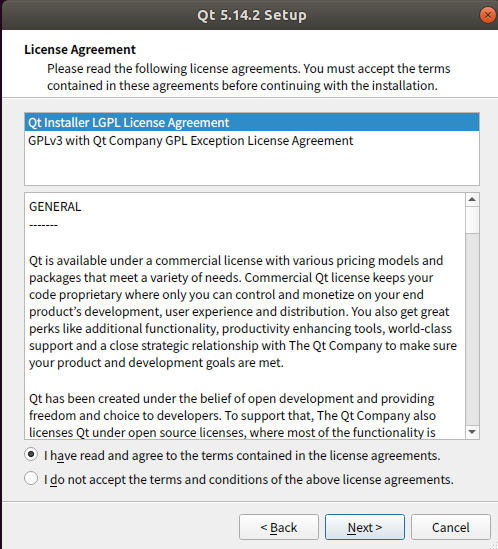 Qt 5.14.2 Setup
License Agreement
Please read the following license agreements. You must accept the terms
contained in these agreements before continuing with the installation.
Qt Installer LGPL License Agreement
GPLv3 with Qt Company GPL Exception License Agreement
GENERAL
-------
Qt is available under a commercial license with various pricing models and
packages that meet a variety of needs. Commercial Qt license keeps your
code proprietary where only you can control and monetize on your end
product’s development, user experience and distribution. You also get great
perks like additional functionality, productivity enhancing tools, world-class
support and a close strategic relationship with The Qt Company to make sure
your product and development goals are met.
Qt has been created under the belief of open development and providing
freedom and choice to developers. To support that, The Qt Company also
licenses Qt under open source licenses, where most of the functionality is
I have read and agree to the terms contained in the license agreements.
I do not accept the terms and conditions of the above license agreements.
< Back
Next >
Cancel